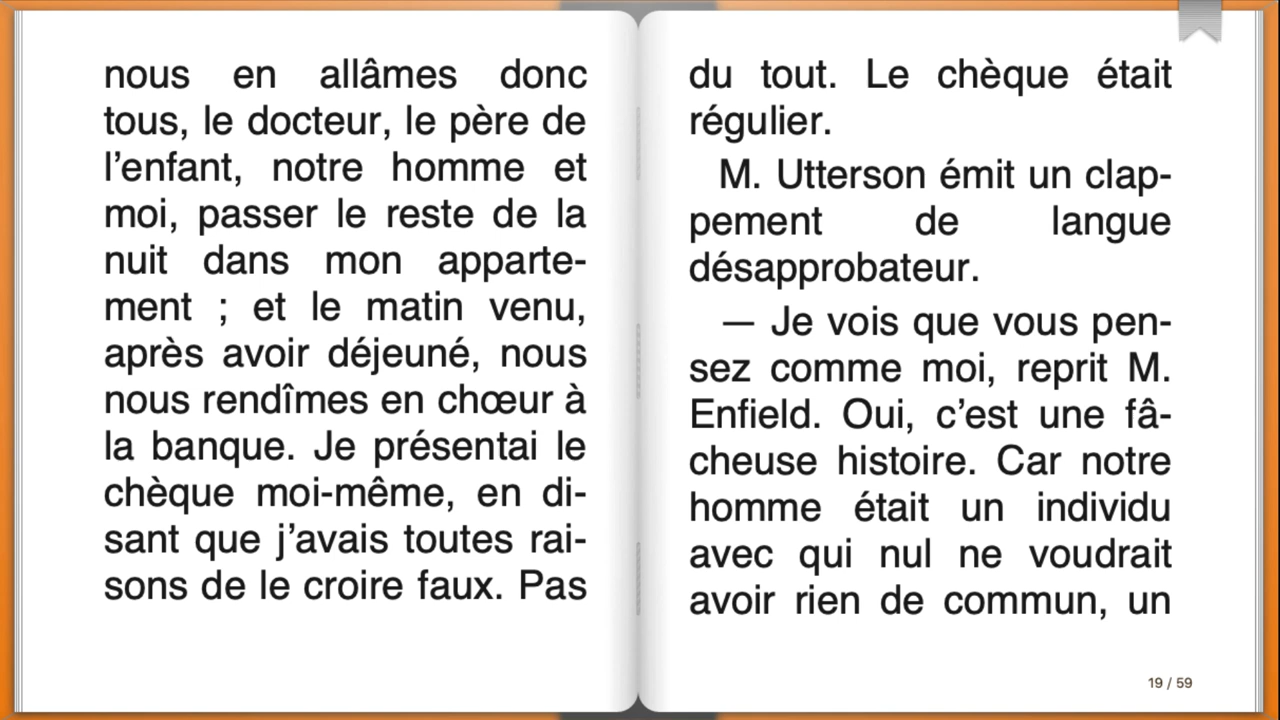 nous en allâmes donc
tous, le docteur, le père de
l’enfant, notre homme et
moi, passer le reste de la
nuit dans mon apparte-
ment ; et le matin venu,
après avoir déjeuné, nous
nous rendîmes en chœur à
la banque. Je présentai le
chèque moi-même, en di-
sant que j’avais toutes rai-
sons de le croire faux. Pas
du tout. Le chèque était
régulier.
M. Utterson émit un clap-
pement de langue
désapprobateur.
— Je vois que vous pen-
sez comme moi, reprit M.
Enfield. Oui, c’est une fâ-
cheuse histoire. Car notre
homme était un individu
avec qui nul ne voudrait
avoir rien de commun, un
19 / 59